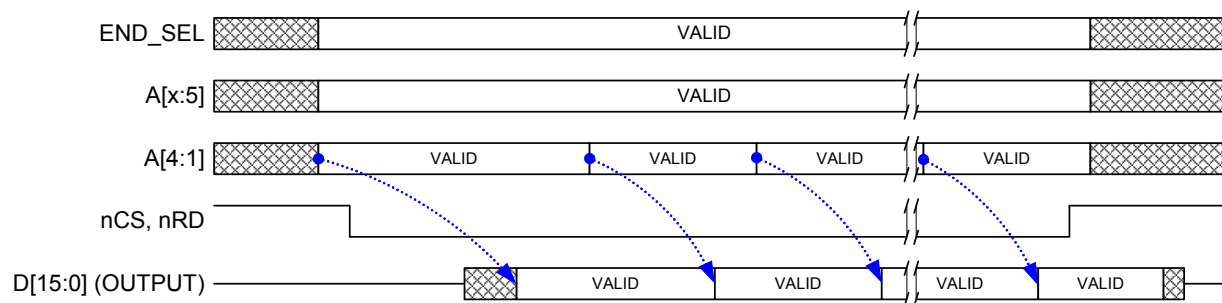 END_SEL VALID
A[x:5] VALID
A[4:1] VALID VALID VALID VALID
nCS, nRD
D[15:0] (OUTPUT) VALID VALID VALID VALID